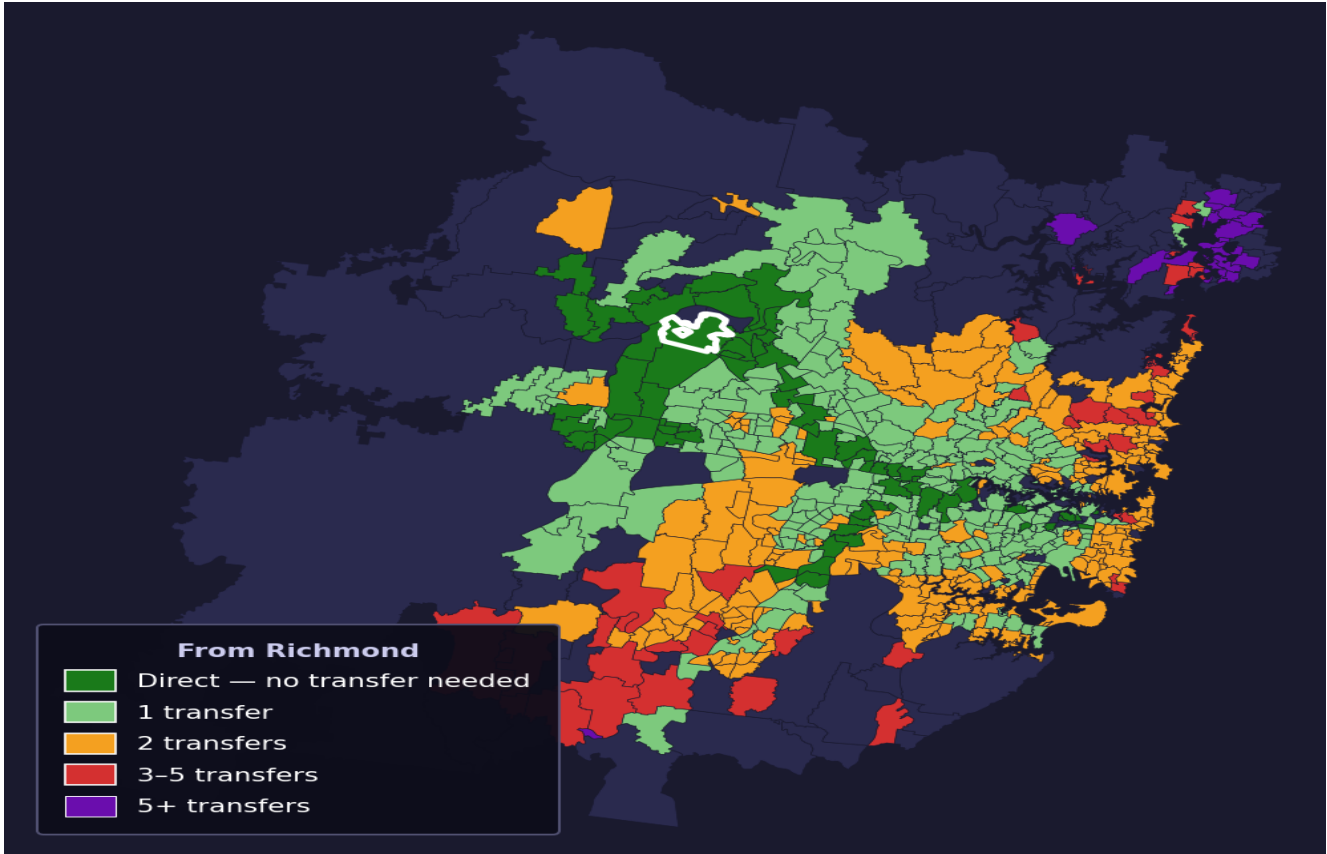 From Richmond
Direct — no transfer needed
1 transfer
2 transfers
3–5 transfers
5+ transfers